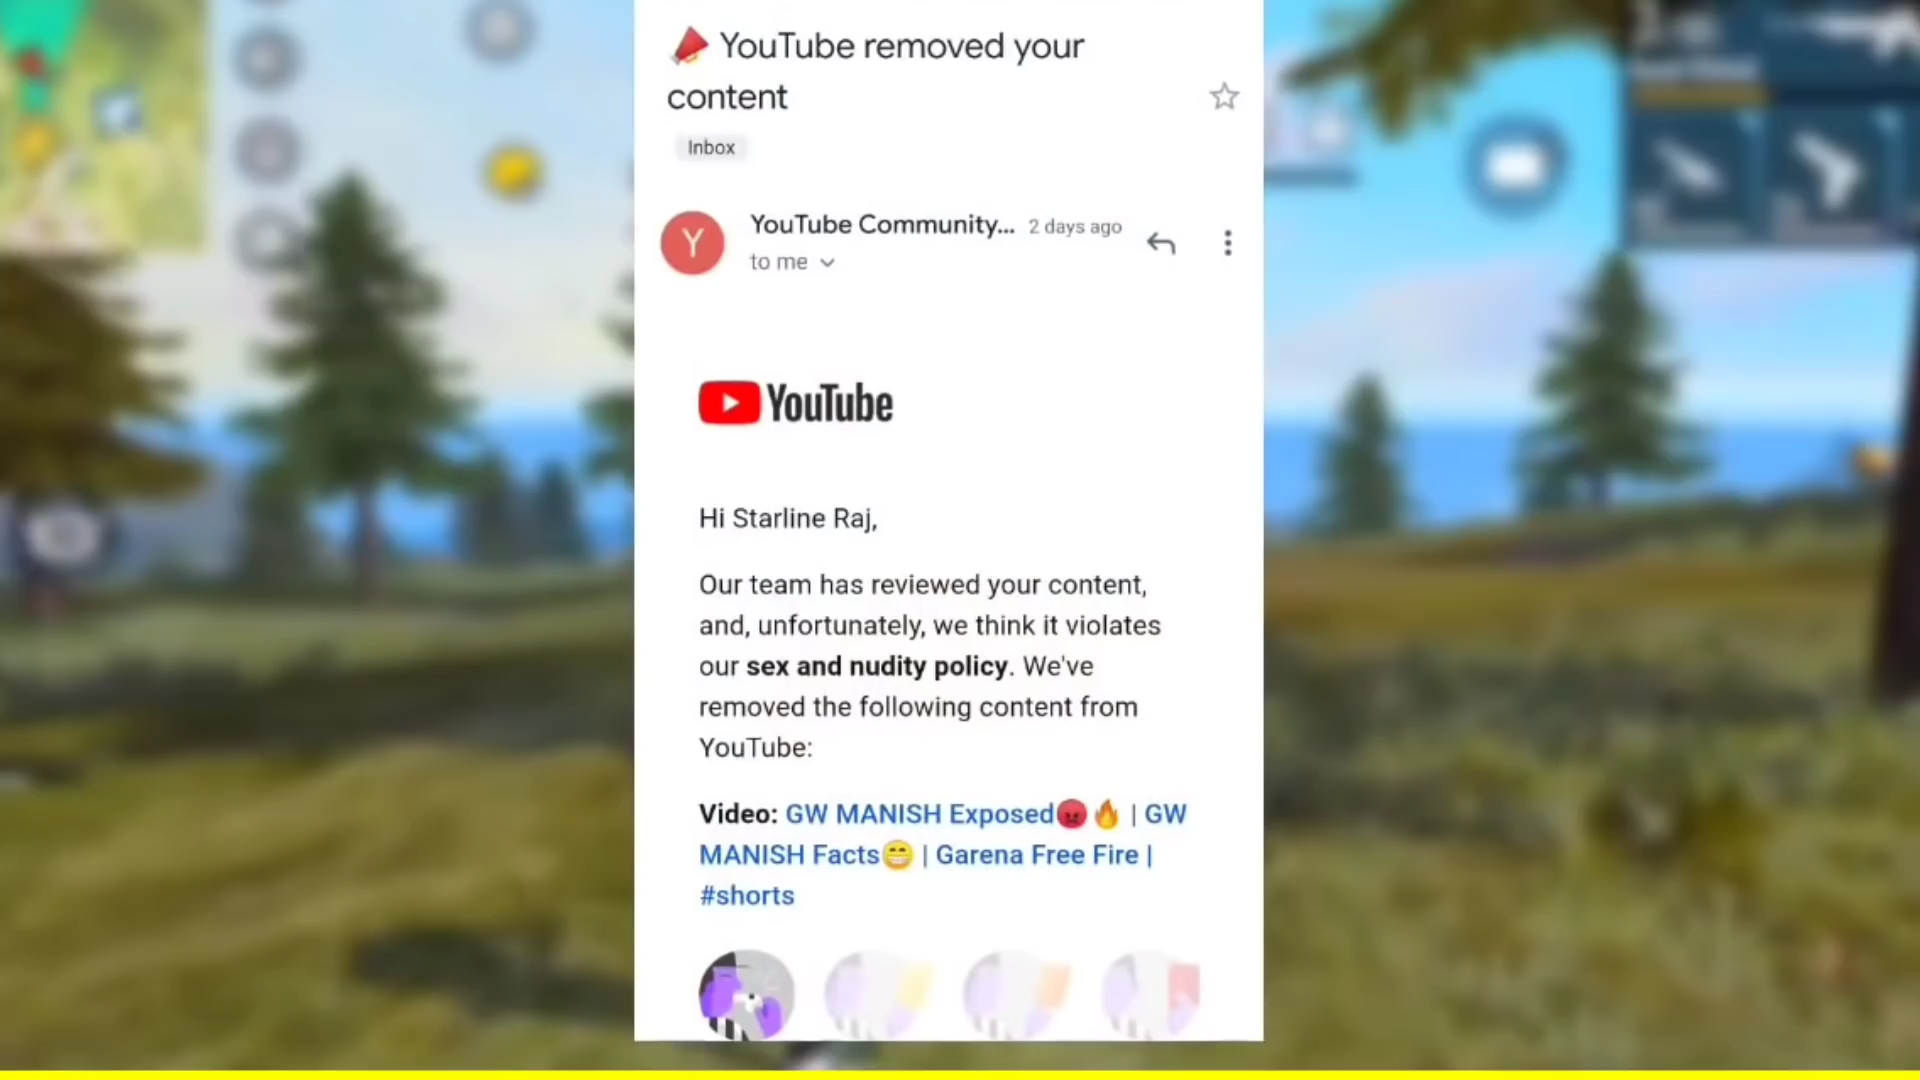 📣 YouTube removed your
content
Inbox
Y
YouTube Community... 2 days ago
to me
YouTube
Hi Starline Raj,
Our team has reviewed your content,
and, unfortunately, we think it violates
our sex and nudity policy. We've
removed the following content from
YouTube:
Video: GW MANISH Exposed😡🔥 | GW
MANISH Facts😁 | Garena Free Fire |
#shorts